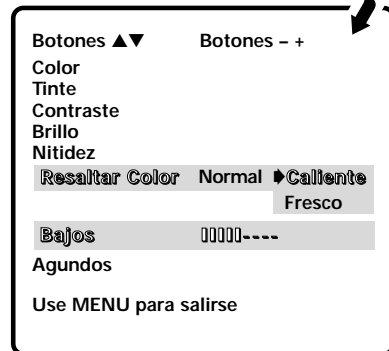 Botones ▲▼ Botones – +
Color
Tinte
Contraste
Brillo
Nitidez
Resaltar Color Normal ➧Caliente
Fresco
Bajos ▯▯▯▯▯----
Agundos
Use MENU para salirse